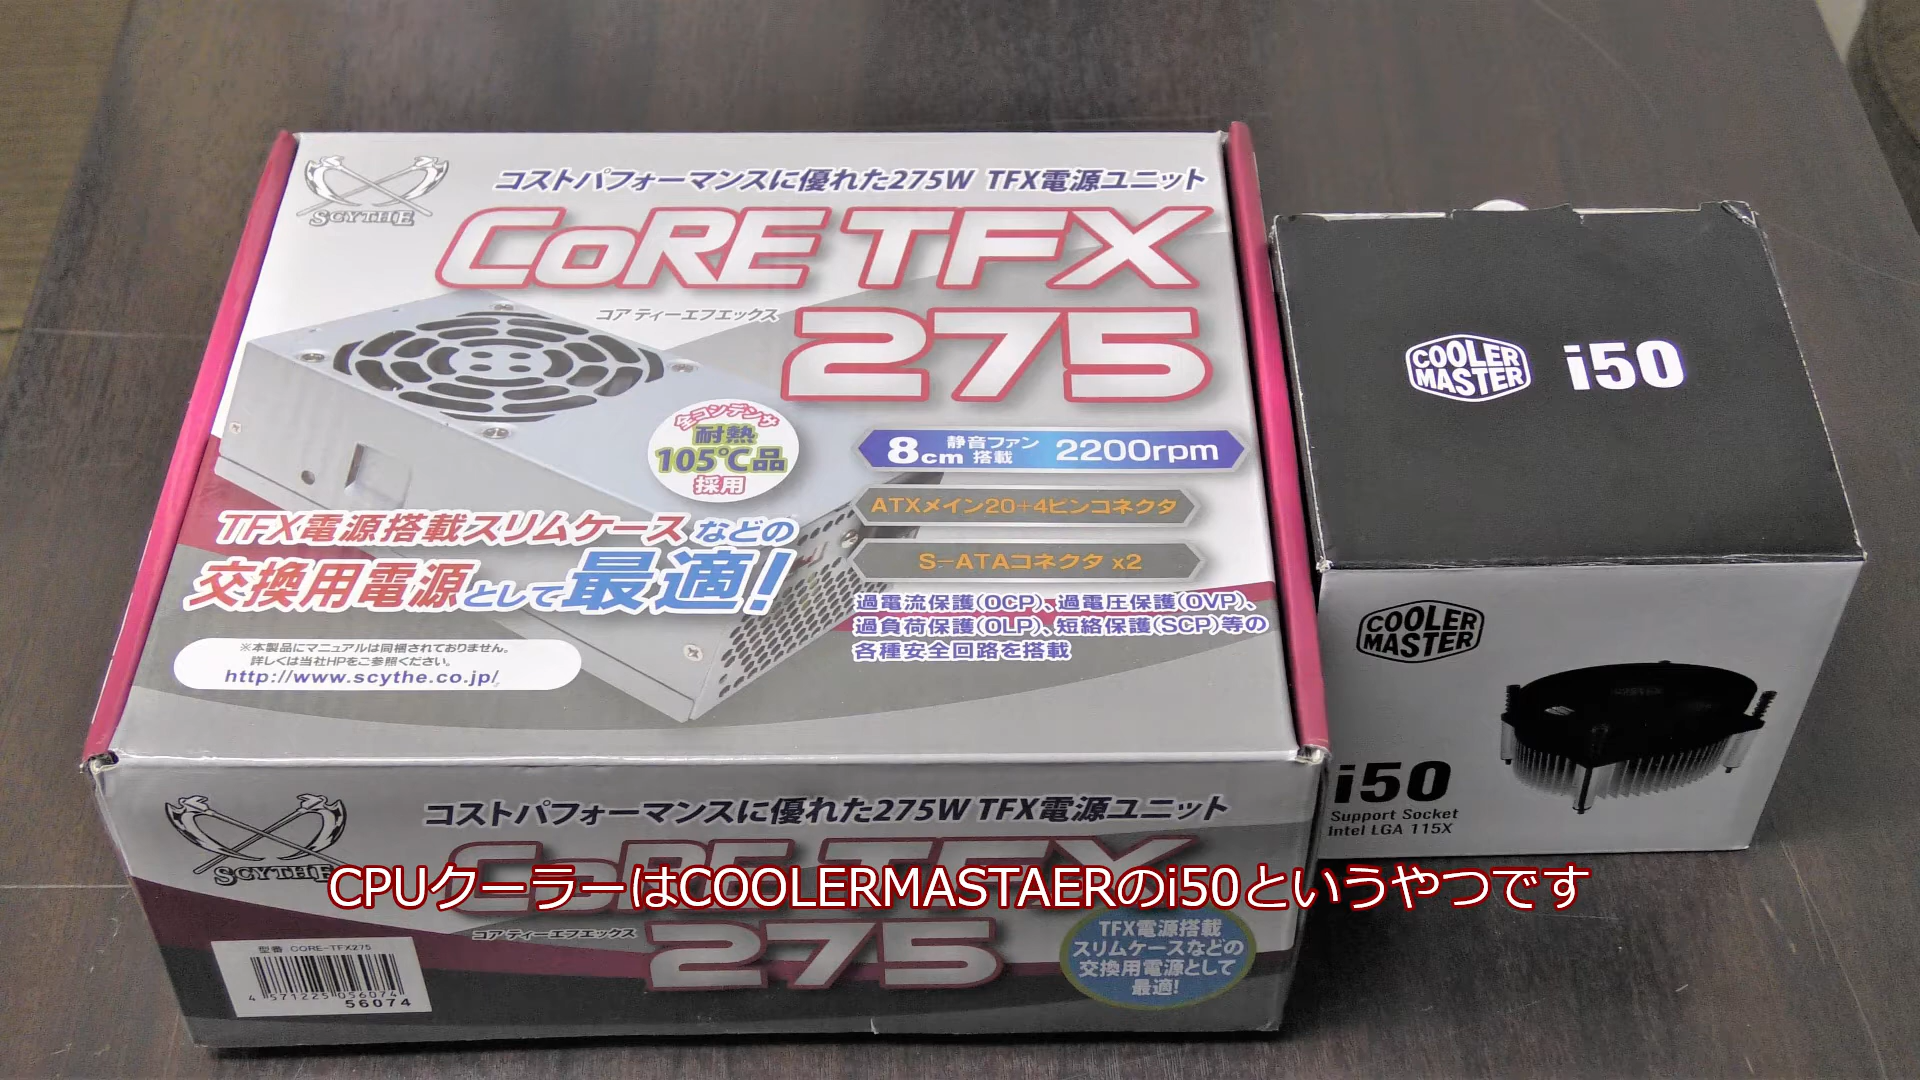 SCYTHE
コストパフォーマンスに優れた275W TFX電源ユニット
CoRE TFX
コア ティーエフエックス
275
全コンデンサ
耐熱
105℃品
採用
8cm 静音ファン搭載 2200rpm
ATXメイン20+4ピンコネクタ
S-ATAコネクタ x2
TFX電源搭載スリムケースなどの
交換用電源として最適!
過電流保護(OCP)、過電圧保護(OVP)、
過負荷保護(OLP)、短絡保護(SCP)等の
各種安全回路を搭載
※本製品にマニュアルは同梱されておりません。
詳しくは当社HPをご参照ください。
http://www.scythe.co.jp/
COOLER MASTER i50
COOLER MASTER
i50
Support Socket
Intel LGA 115X
SCYTHE
コストパフォーマンスに優れた275W TFX電源ユニット
CoRE TFX
コア ティーエフエックス
275
TFX電源搭載
スリムケースなどの
交換用電源として
最適!
型番 CORE-TFX275
4 571225 056074
56074
CPUクーラーはCOOLERMASTAERのi50というやつです